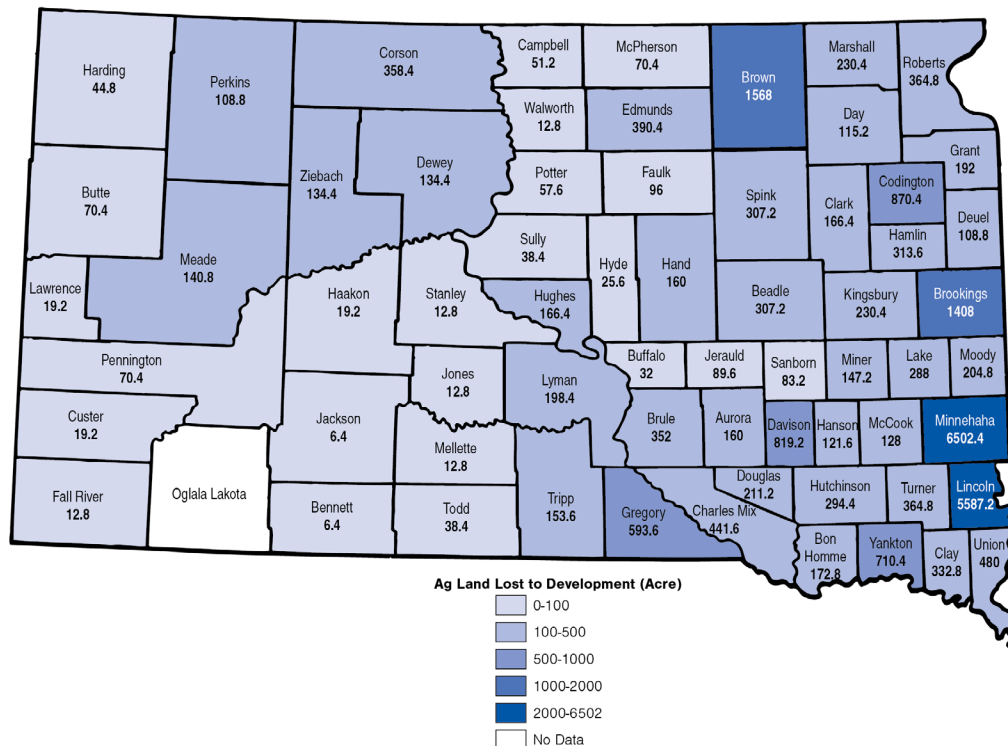 Harding
44.8
Perkins
108.8
Corson
358.4
Campbell
51.2
McPherson
70.4
Brown
1568
Marshall
230.4
Roberts
364.8
Walworth
12.8
Edmunds
390.4
Day
115.2
Grant
192
Butte
70.4
Ziebach
134.4
Dewey
134.4
Potter
57.6
Faulk
96
Spink
307.2
Clark
166.4
Codington
870.4
Deuel
108.8
Hamlin
313.6
Meade
140.8
Sully
38.4
Hyde
25.6
Hand
160
Lawrence
19.2
Haakon
19.2
Stanley
12.8
Hughes
166.4
Beadle
307.2
Kingsbury
230.4
Brookings
1408
Pennington
70.4
Jones
12.8
Lyman
198.4
Buffalo
32
Jerauld
89.6
Sanborn
83.2
Miner
147.2
Lake
288
Moody
204.8
Custer
19.2
Jackson
6.4
Mellette
12.8
Brule
352
Aurora
160
Davison
819.2
Hanson
121.6
McCook
128
Minnehaha
6502.4
Fall River
12.8
Oglala Lakota
Bennett
6.4
Todd
38.4
Tripp
153.6
Gregory
593.6
Charles Mix
441.6
Douglas
211.2
Hutchinson
294.4
Turner
364.8
Lincoln
5587.2
Bon
Homme
172.8
Yankton
710.4
Clay
332.8
Union
480
Ag Land Lost to Development (Acre)
0-100
100-500
500-1000
1000-2000
2000-6502
No Data